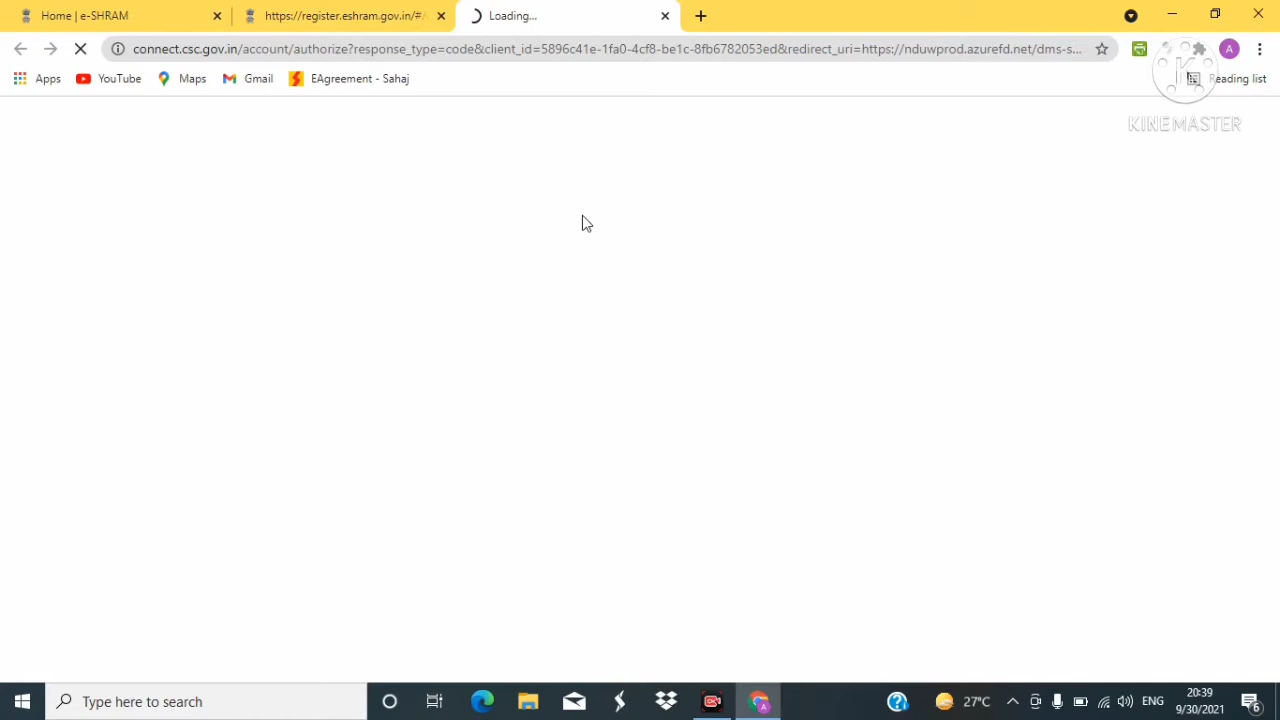 Home | e-SHRAM
https://register.eshram.gov.in/#
Loading...
connect.csc.gov.in/account/authorize?response_type=code&client_id=5896c41e-1fa0-4cf8-be1c-8fb6782053ed&redirect_uri=https://nduwprod.azurefd.net/dms-s...
A
Apps
YouTube
Maps
Gmail
EAgreement - Sahaj
Reading list
KINEMASTER
Type here to search
27°C
ENG
20:39
9/30/2021
6